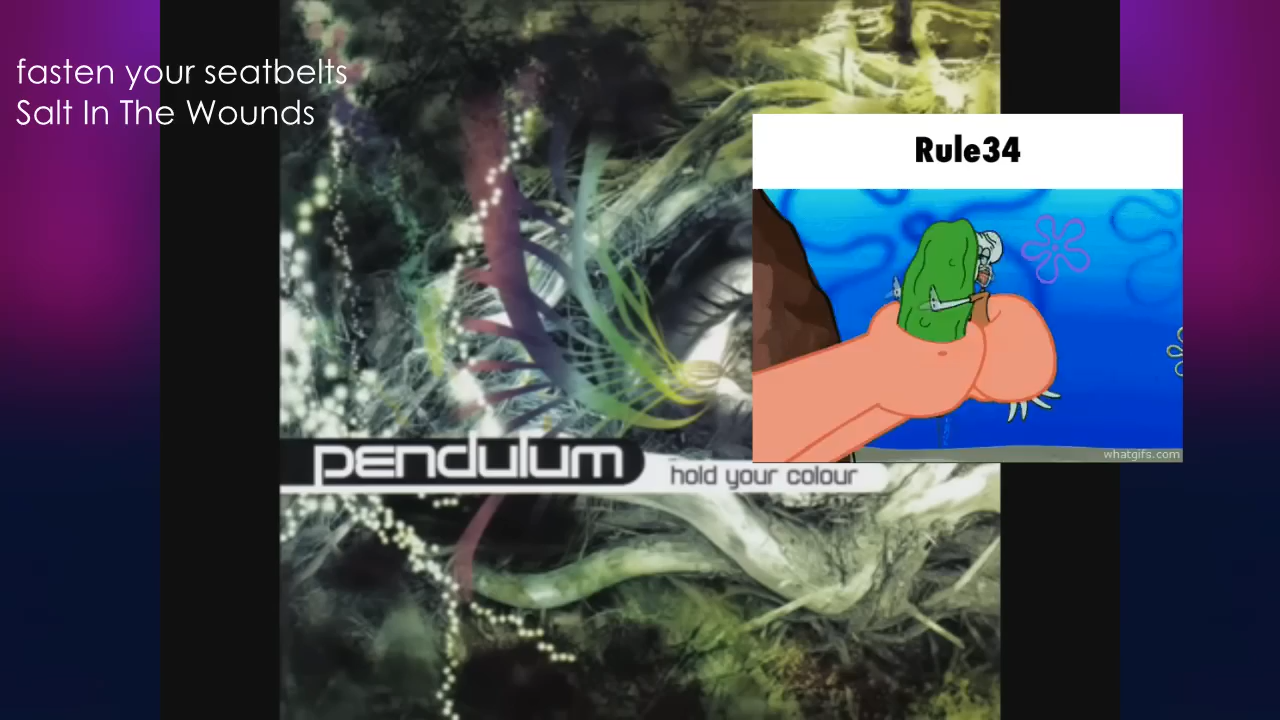 fasten your seatbelts
Salt In The Wounds
Rule34
whatgifs.com
pendulum
hold your colour